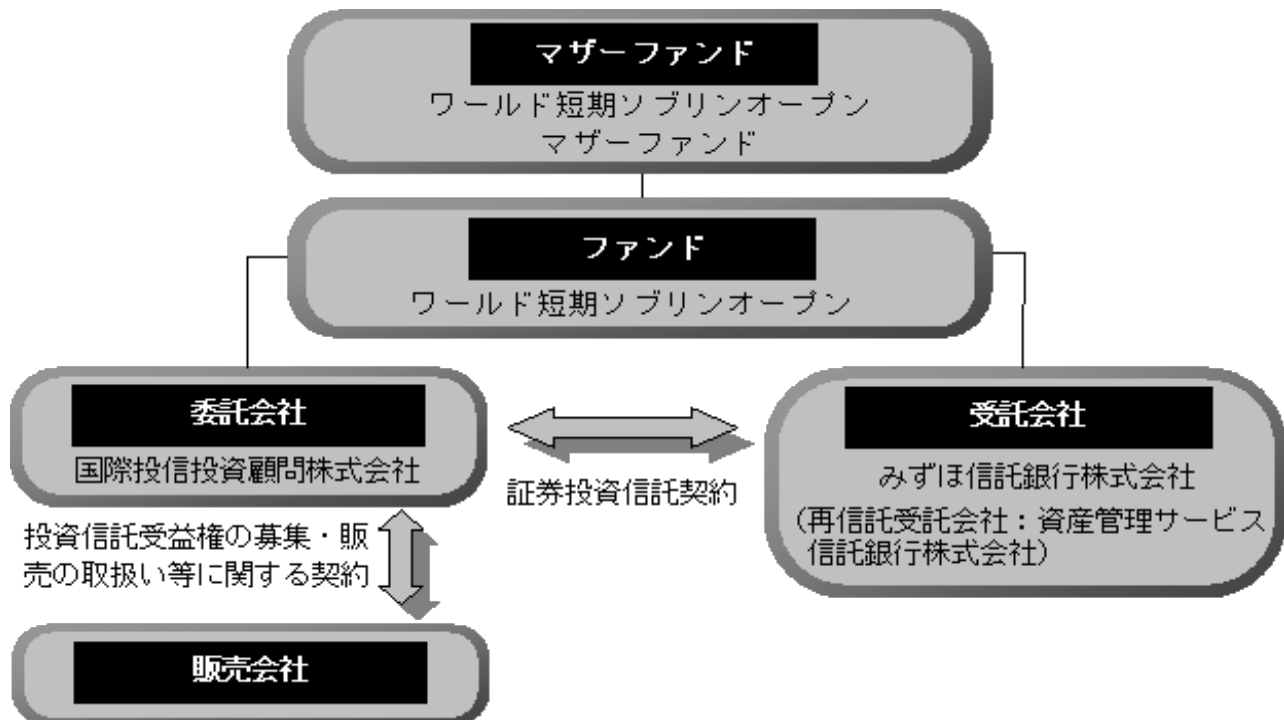 マザーファンド
ワールド短期ソブリンオープン
マザーファンド
ファンド
ワールド短期ソブリンオープン
委託会社
国際投信投資顧問株式会社
証券投資信託契約
受託会社
みずほ信託銀行株式会社
(再信託受託会社：資産管理サービス
信託銀行株式会社)
投資信託受益権の募集・販
売の取扱い等に関する契約
販売会社